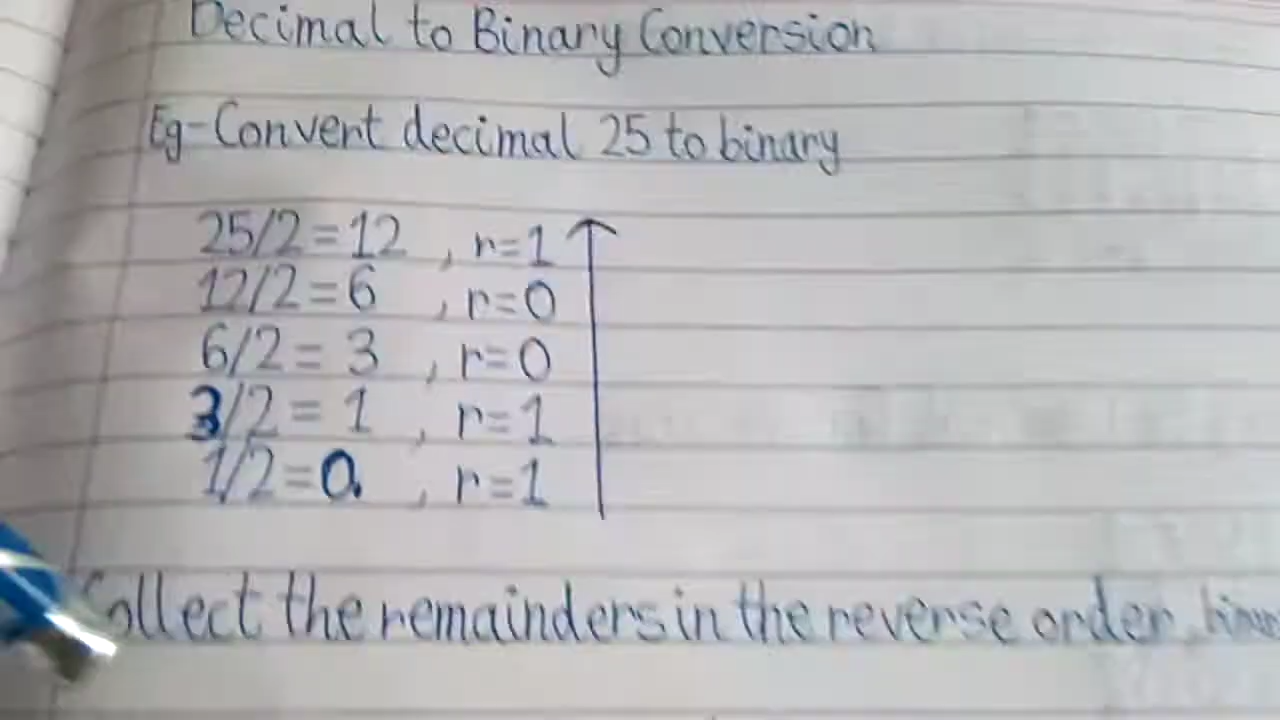 Decimal to Binary Conversion
Eg-Convert decimal 25 to binary
25/2=12 , r=1
12/2=6 , r=0
6/2=3 , r=0
3/2=1 , r=1
1/2=0 , r=1
Collect the remainders in the reverse order,